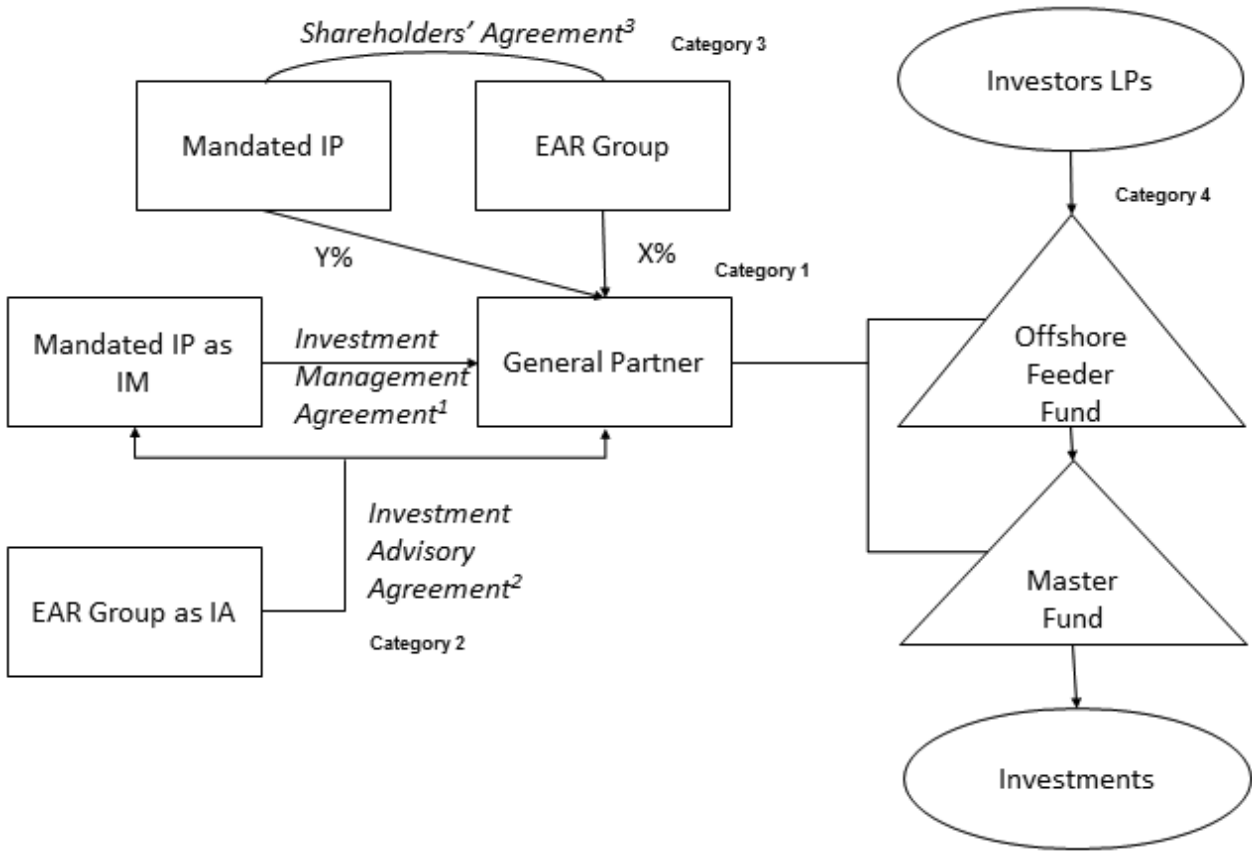 Shareholders’ Agreement3
Category 3
Mandated IP
EAR Group
Investors LPs
Category 4
Y%
X%
Category 1
Mandated IP as
IM
Investment
Management
Agreement1
General Partner
Offshore
Feeder
Fund
Investment
Advisory
Agreement2
Category 2
EAR Group as IA
Master
Fund
Investments